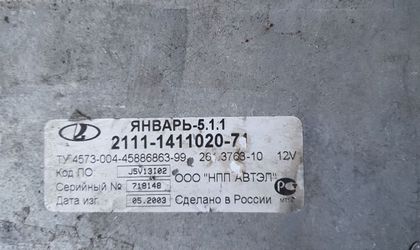 ЯНВАРЬ-5.1.1
2111-1411020-71
ТУ 4573-004-45886863-99 261.3763-10 12V
Код ПО J5V13I02
Серийный № 718148 ООО "НПП АВТЭЛ"
Дата изг. 05.2003 Сделано в России